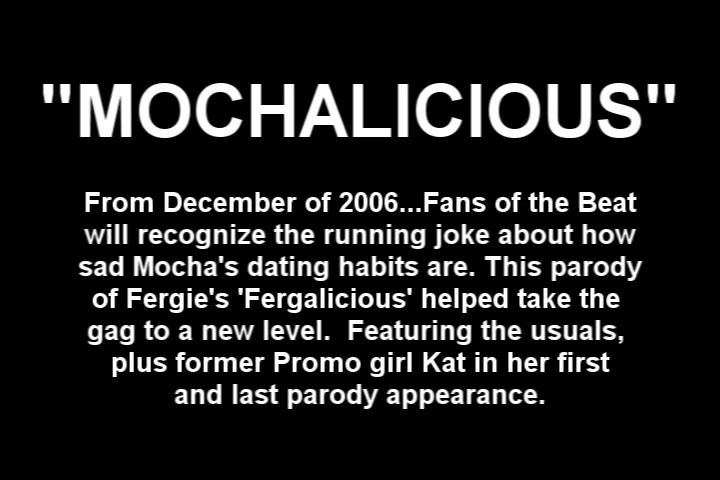 "MOCHALICIOUS"
From December of 2006...Fans of the Beat
will recognize the running joke about how
sad Mocha's dating habits are. This parody
of Fergie's 'Fergalicious' helped take the
gag to a new level.  Featuring the usuals,
plus former Promo girl Kat in her first
and last parody appearance.